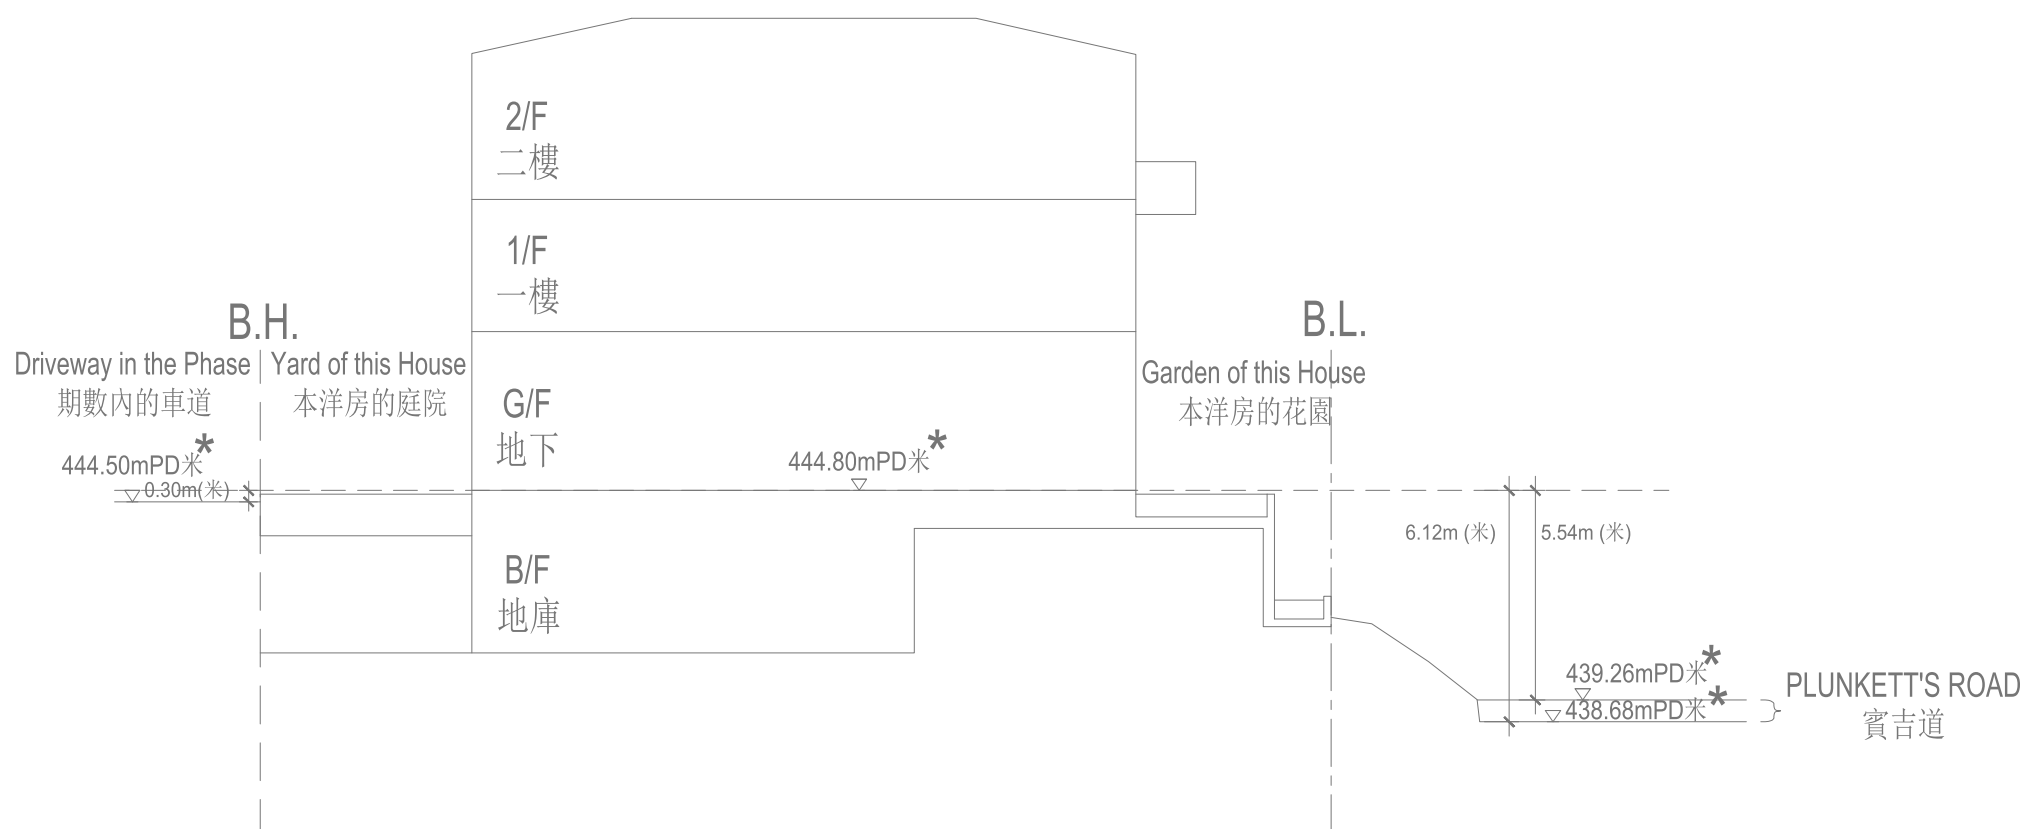 2/F
二樓
1/F
一樓
B.H.
B.L.
Driveway in the Phase
期數內的車道
Yard of this House
本洋房的庭院
G/F
地下
Garden of this House
本洋房的花園
444.50mPD米*
0.30m(米)
444.80mPD米*
6.12m (米)
5.54m (米)
B/F
地庫
439.26mPD米*
438.68mPD米*
PLUNKETT'S ROAD
賓吉道